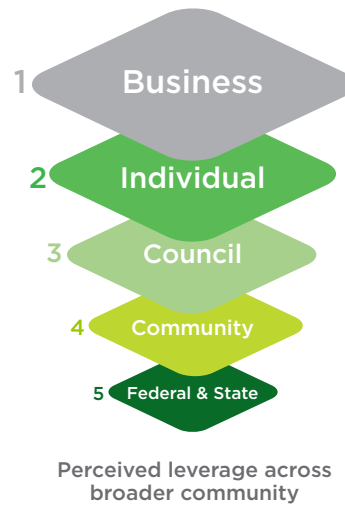 1 Business
2 Individual
3 Council
4 Community
5 Federal & State
Perceived leverage across
broader community